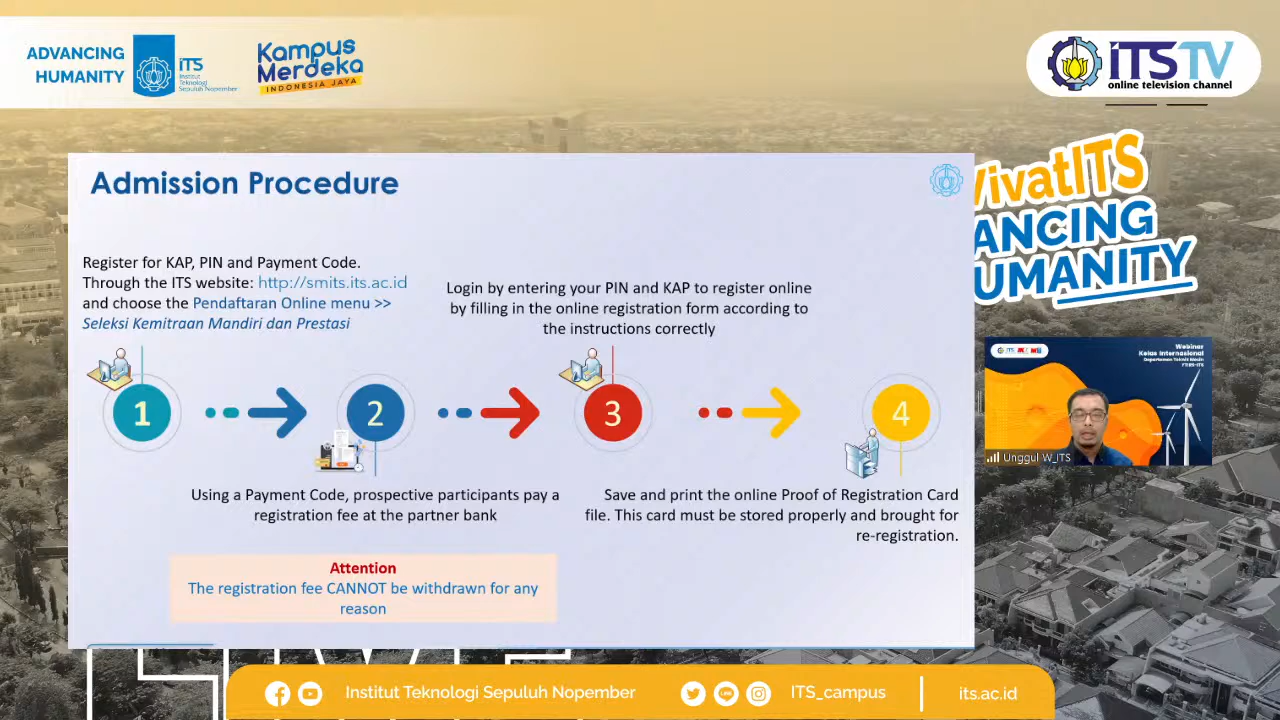 ADVANCING
HUMANITY
iTS
Institut
Teknologi
Sepuluh Nopember
Kampus
Merdeka
INDONESIA JAYA
iTSTV
online television channel
VivatITS
ANCING
UMANITY
Admission Procedure
Register for KAP, PIN and Payment Code.
Through the ITS website: http://smits.its.ac.id
and choose the Pendaftaran Online menu >>
Seleksi Kemitraan Mandiri dan Prestasi
Login by entering your PIN and KAP to register online
by filling in the online registration form according to
the instructions correctly
1
2
3
4
Using a Payment Code, prospective participants pay a
registration fee at the partner bank
Save and print the online Proof of Registration Card
file. This card must be stored properly and brought for
re-registration.
Attention
The registration fee CANNOT be withdrawn for any
reason
Webinar
Kelas Internasional
Departemen Teknik Mesin
Unggul W_ITS
Institut Teknologi Sepuluh Nopember
ITS_campus
its.ac.id